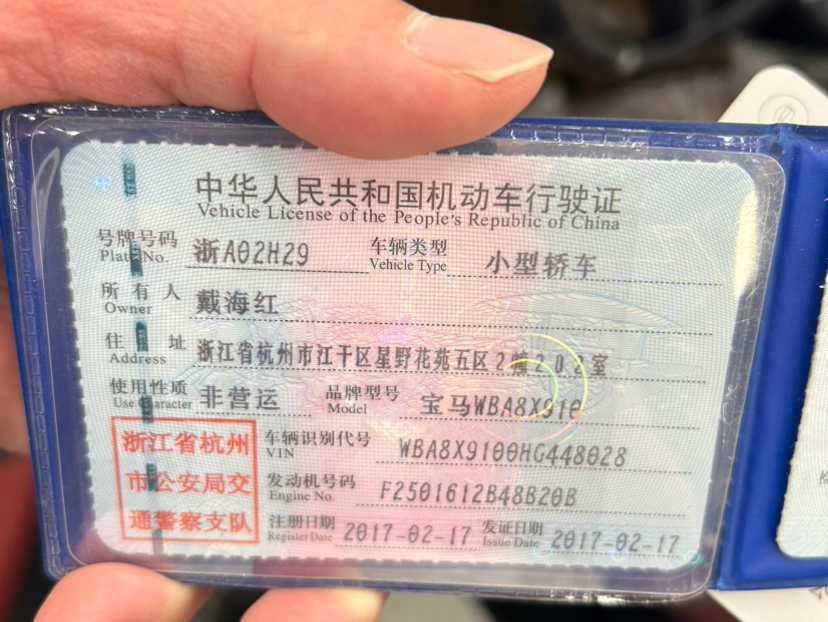 中华人民共和国机动车行驶证
Vehicle License of the People's Republic of China
号牌号码 浙A02H29 车辆类型 小型轿车
Plate No. Vehicle Type
所有人 戴海红
Owner
住址 浙江省杭州市江干区星野花苑五区2幢202室
Address
使用性质 非营运 品牌型号 宝马WBA8X910
Use Character Model
浙江省杭州 车辆识别代号 WBA8X9100HG448028
VIN
市公安局交 发动机号码 F2501612B48B20B
Engine No.
通警察支队 注册日期 2017-02-17 发证日期 2017-02-17
Register Date Issue Date